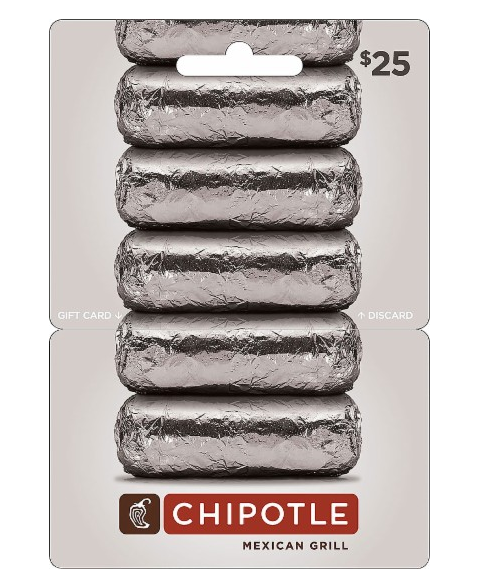 $25
GIFT CARD ↓
↑ DISCARD
CHIPOTLE
MEXICAN GRILL